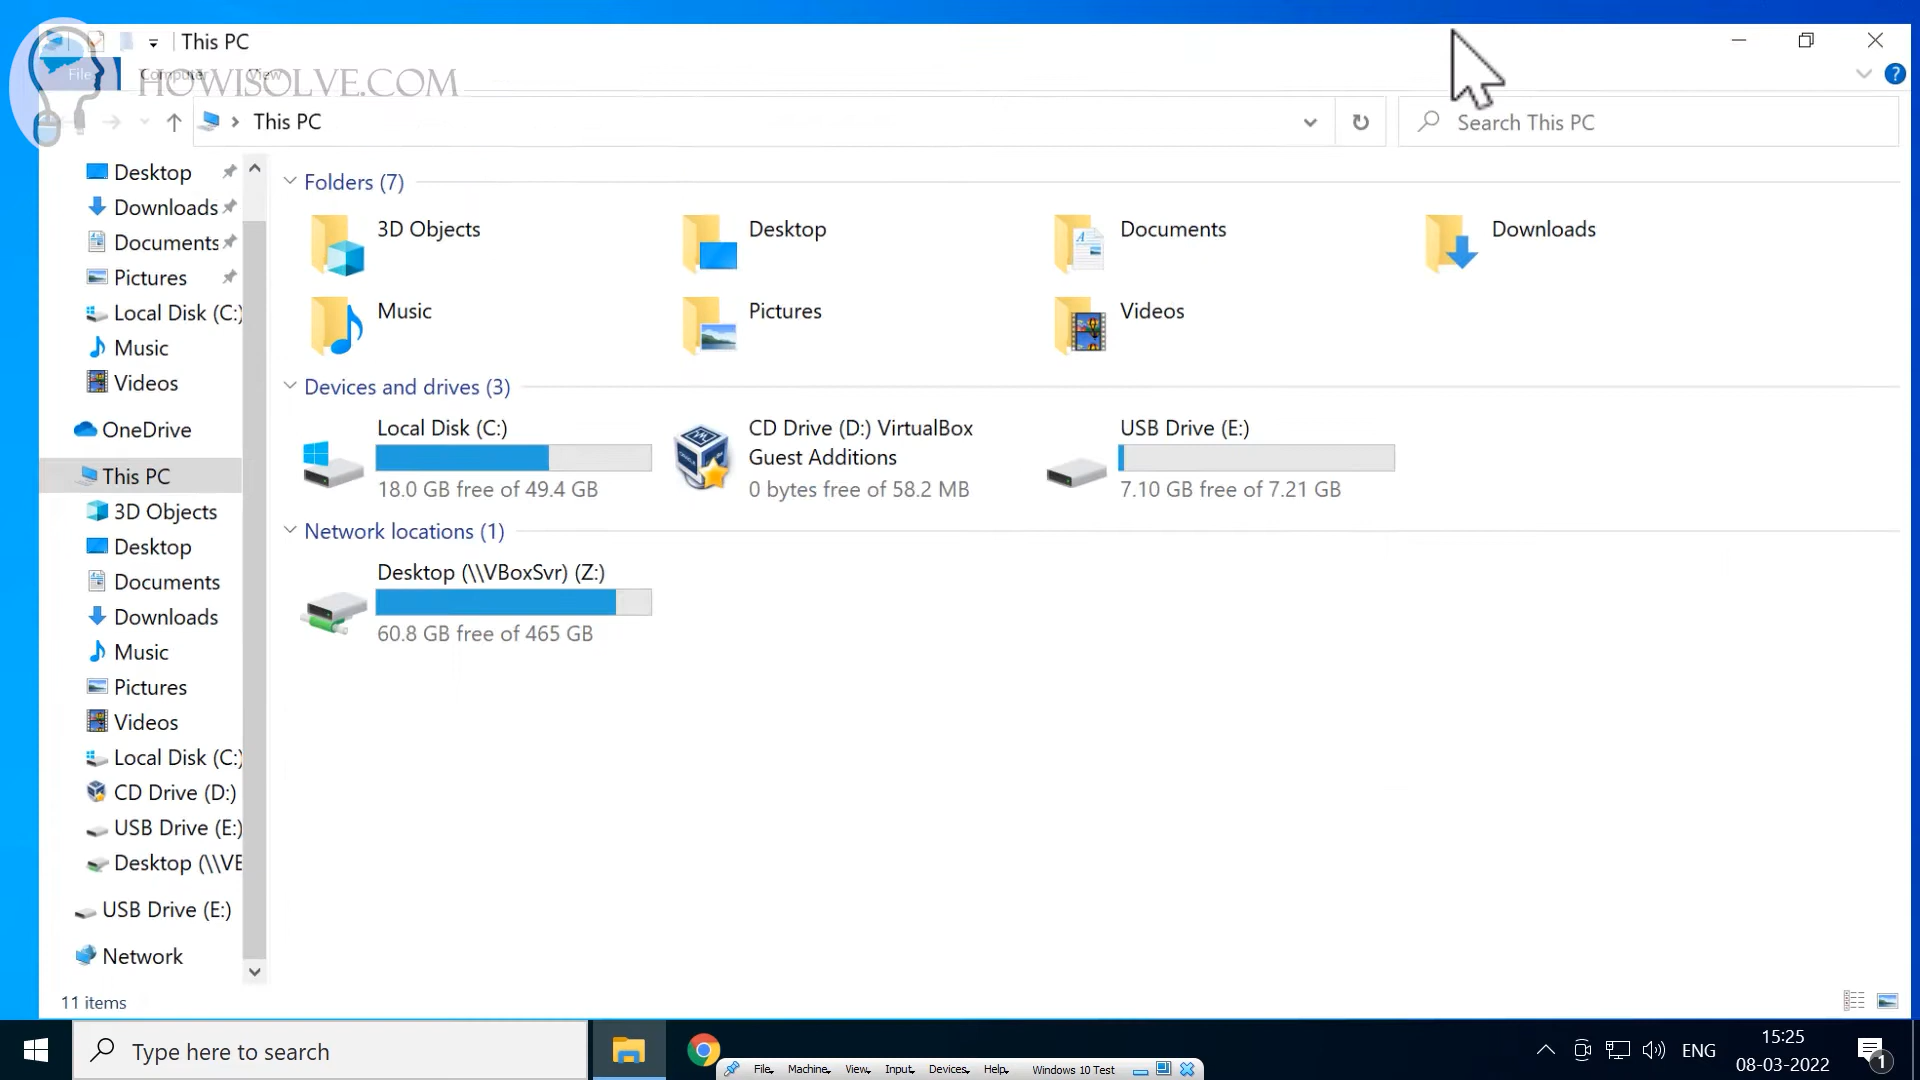 This PC
File Computer View
HOWISOLVE.COM
This PC
Search This PC
Desktop
Downloads
Documents
Pictures
Local Disk (C:)
Music
Videos
OneDrive
This PC
3D Objects
Desktop
Documents
Downloads
Music
Pictures
Videos
Local Disk (C:)
CD Drive (D:)
USB Drive (E:)
Desktop (\\VE
USB Drive (E:)
Network
Folders (7)
3D Objects
Desktop
Documents
Downloads
Music
Pictures
Videos
Devices and drives (3)
Local Disk (C:)
18.0 GB free of 49.4 GB
CD Drive (D:) VirtualBox
Guest Additions
0 bytes free of 58.2 MB
USB Drive (E:)
7.10 GB free of 7.21 GB
Network locations (1)
Desktop (\\VBoxSvr) (Z:)
60.8 GB free of 465 GB
11 items
Type here to search
File Machine View Input Devices Help Windows 10 Test
ENG
15:25
08-03-2022
1